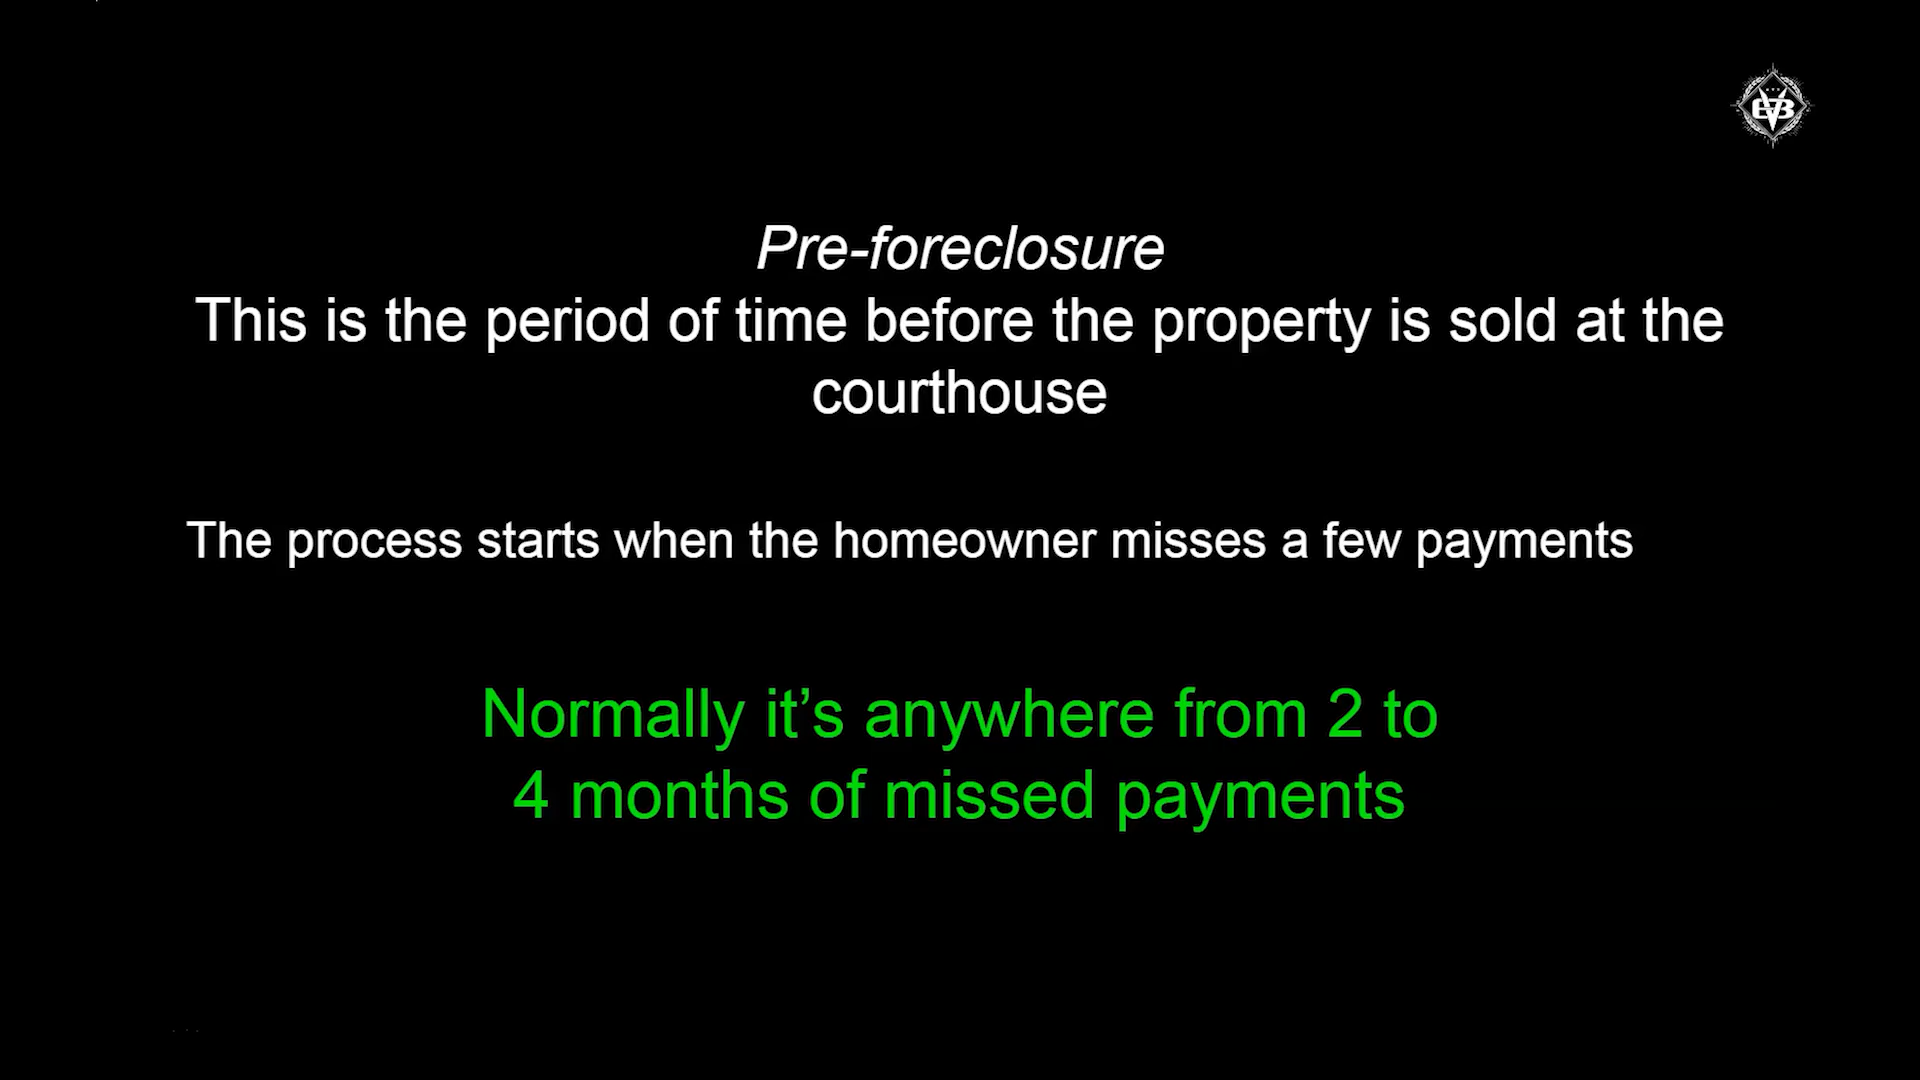 Pre-foreclosure
This is the period of time before the property is sold at the
courthouse
The process starts when the homeowner misses a few payments
Normally it’s anywhere from 2 to
4 months of missed payments